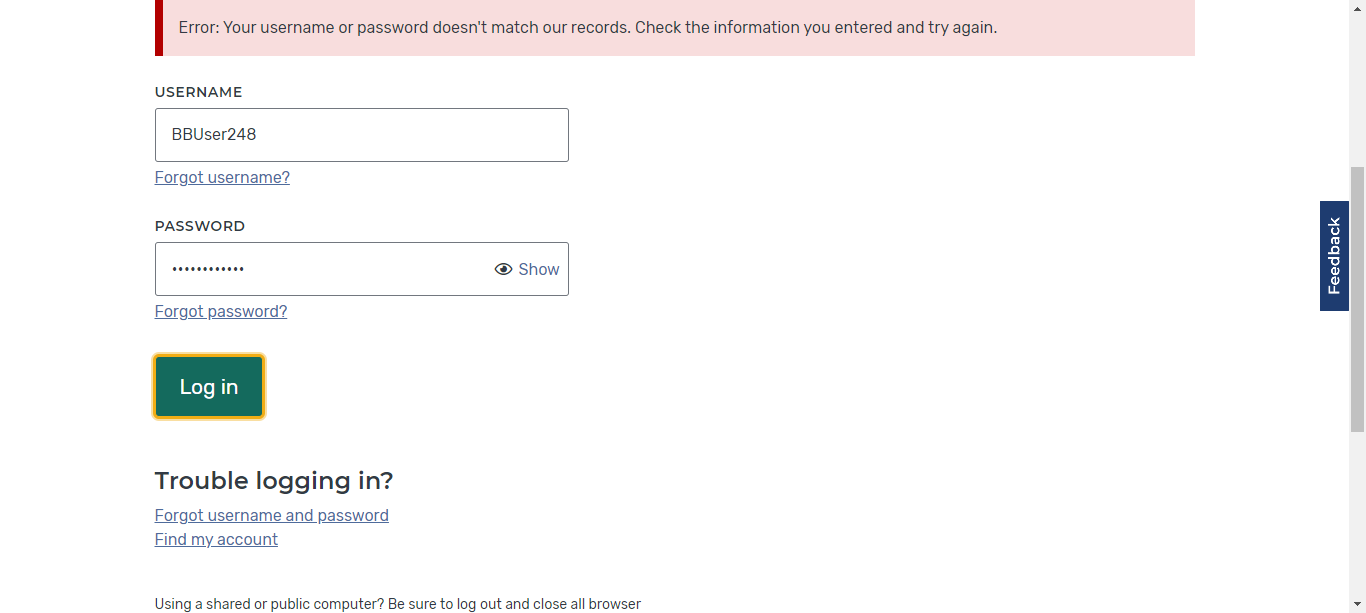 Error: Your username or password doesn't match our records. Check the information you entered and try again.
USERNAME
BBUser248
Forgot username?
PASSWORD
••••••••••••
Show
Forgot password?
Log in
Trouble logging in?
Forgot username and password
Find my account
Using a shared or public computer? Be sure to log out and close all browser
Feedback